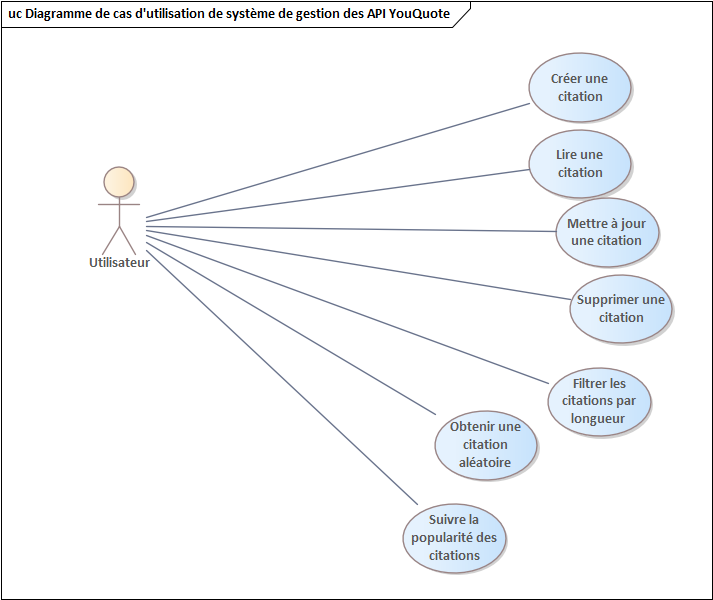 uc Diagramme de cas d'utilisation de système de gestion des API YouQuote
Créer une
citation
Lire une
citation
Mettre à jour
une citation
Utilisateur
Supprimer une
citation
Filtrer les
citations par
longueur
Obtenir une
citation
aléatoire
Suivre la
popularité des
citations